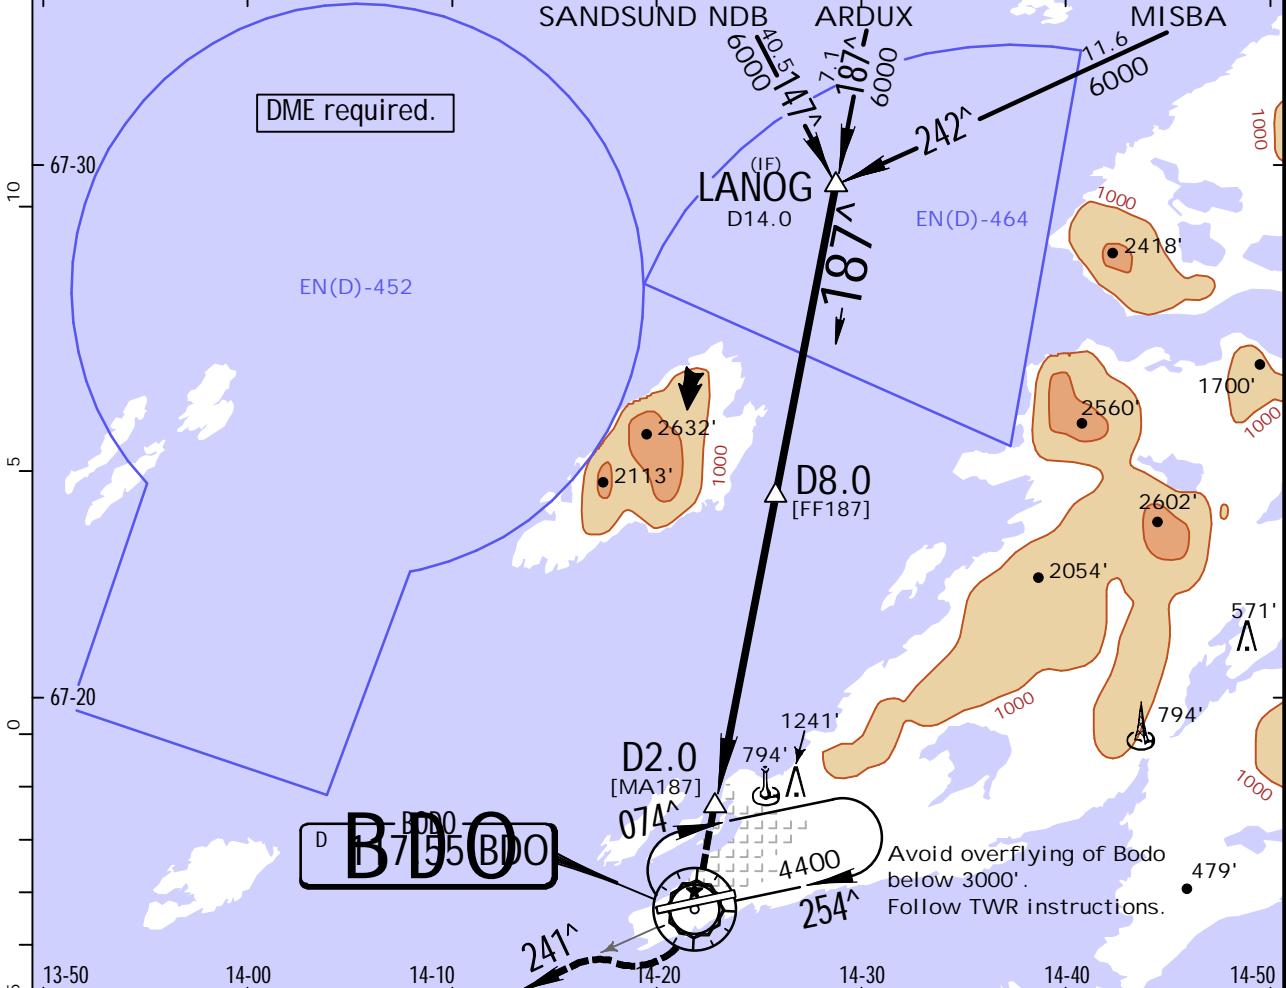 SANDSUND NDB
ARDUX
MISBA
40.5
6000
147^
7.1
187^
6000
11.6
6000
242^
DME required.
1000
67-30
10
(IF)
LANOG
D14.0
187^
EN(D)-464
EN(D)-452
1000
2418'
1700'
1000
2560'
2632'
2113'
1000
5
D8.0
[FF187]
2602'
2054'
571'
67-20
0
1000
794'
1241'
794'
D2.0
[MA187]
1000
074^
BODO
D
117.55 BDO
BDO
4400
254^
Avoid overflying of Bodo
below 3000'.
Follow TWR instructions.
479'
241^
13-50
14-00
14-10
14-20
14-30
14-40
14-50